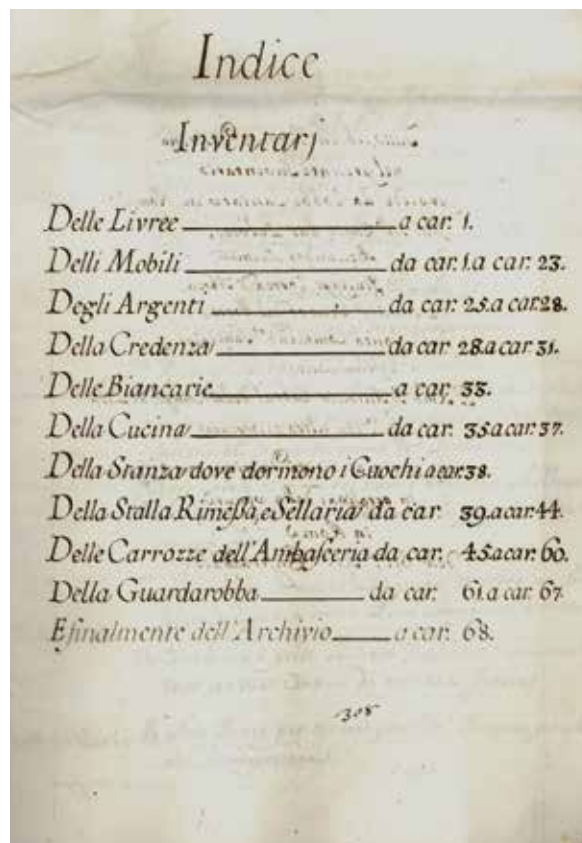 Indice
Inventarj
Delle Livree a car. 1.
Delli Mobili da car. 1. a car. 23.
Degli Argenti da car. 25. a car 28.
Della Credenza da car 28. a car 31.
Delle Biancarie a car 33.
Della Cucina da car. 35 a car. 37.
Della Stanza dove dormono i Cuochi a car. 38.
Della Stalla Rimessa, e Sellaria da car 39. a car. 44.
Delle Carrozze dell'Ambasceria da car. 45. a car. 60.
Della Guardarobba da car. 61. a car. 67.
E finalmente dell'Archivio a car. 68.
308